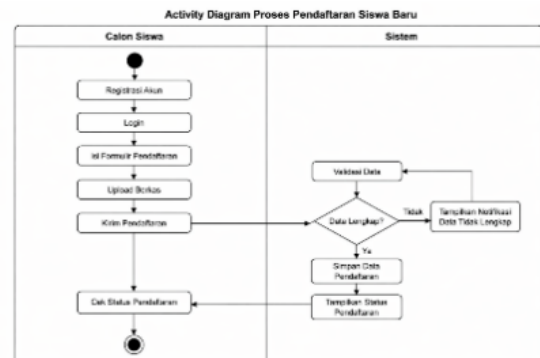 Activity Diagram Proses Pendaftaran Siswa Baru
Calon Siswa
Sistem
Registrasi Akun
Login
Isi Formulir Pendaftaran
Upload Berkas
Kirim Pendaftaran
Validasi Data
Data Lengkap?
Tidak
Tampilkan Notifikasi
Data Tidak Lengkap
Ya
Simpan Data
Pendaftaran
Cek Status Pendaftaran
Tampilkan Status
Pendaftaran